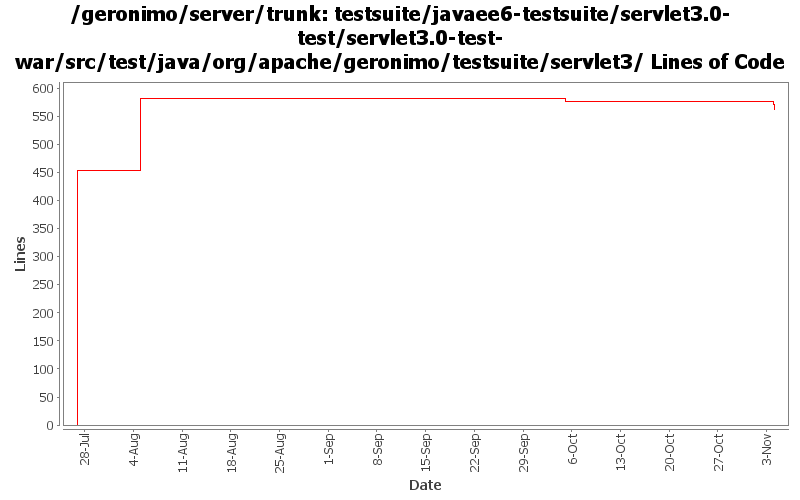 /geronimo/server/trunk: testsuite/javaee6-testsuite/servlet3.0-
test/servlet3.0-test-
war/src/test/java/org/apache/geronimo/testsuite/servlet3/ Lines of Code
600
550
500
450
400
350
300
250
200
150
100
50
0
Lines
28-Jul
4-Aug
11-Aug
18-Aug
25-Aug
1-Sep
8-Sep
15-Sep
22-Sep
29-Sep
6-Oct
13-Oct
20-Oct
27-Oct
3-Nov
Date